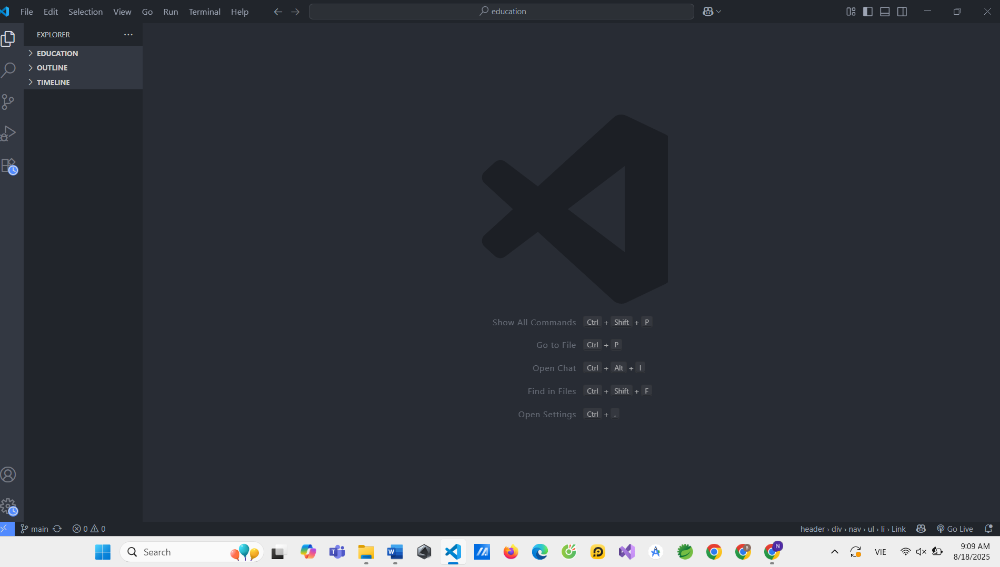 File Edit Selection View Go Run Terminal Help education
EXPLORER
EDUCATION
OUTLINE
TIMELINE
Show All Commands Ctrl + Shift + P
Go to File Ctrl + P
Open Chat Ctrl + Alt + I
Find in Files Ctrl + Shift + F
Open Settings Ctrl + ,
main 0 0 header › div › nav › ul › li › Link Go Live
Search VIE 9:09 AM
8/18/2025